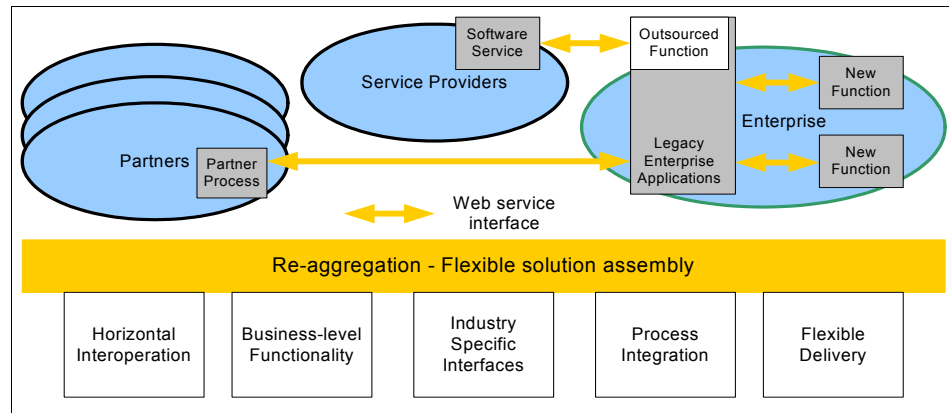 Software
Service
Outsourced
Function
Service Providers
New
Function
Enterprise
Partners
Partner
Process
Legacy
Enterprise
Applications
New
Function
Web service
interface
Re-aggregation - Flexible solution assembly
Horizontal
Interoperation
Business-level
Functionality
Industry
Specific
Interfaces
Process
Integration
Flexible
Delivery